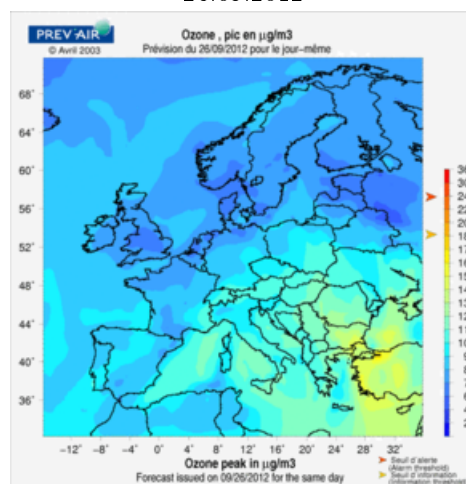 PREV'AIR
© Avril 2003
Ozone , pic en µg/m3
Prévision du 26/09/2012 pour le jour-même
68°
64°
60°
56°
52°
48°
44°
40°
36°
−12° −8° −4° 0° 4° 8° 12° 16° 20° 24° 28° 32°
Ozone peak in µg/m3
Forecast issued on 09/26/2012 for the same day
Seuil d'alerte
(Alarm threshold)
Seuil d'information
(Information threshold)